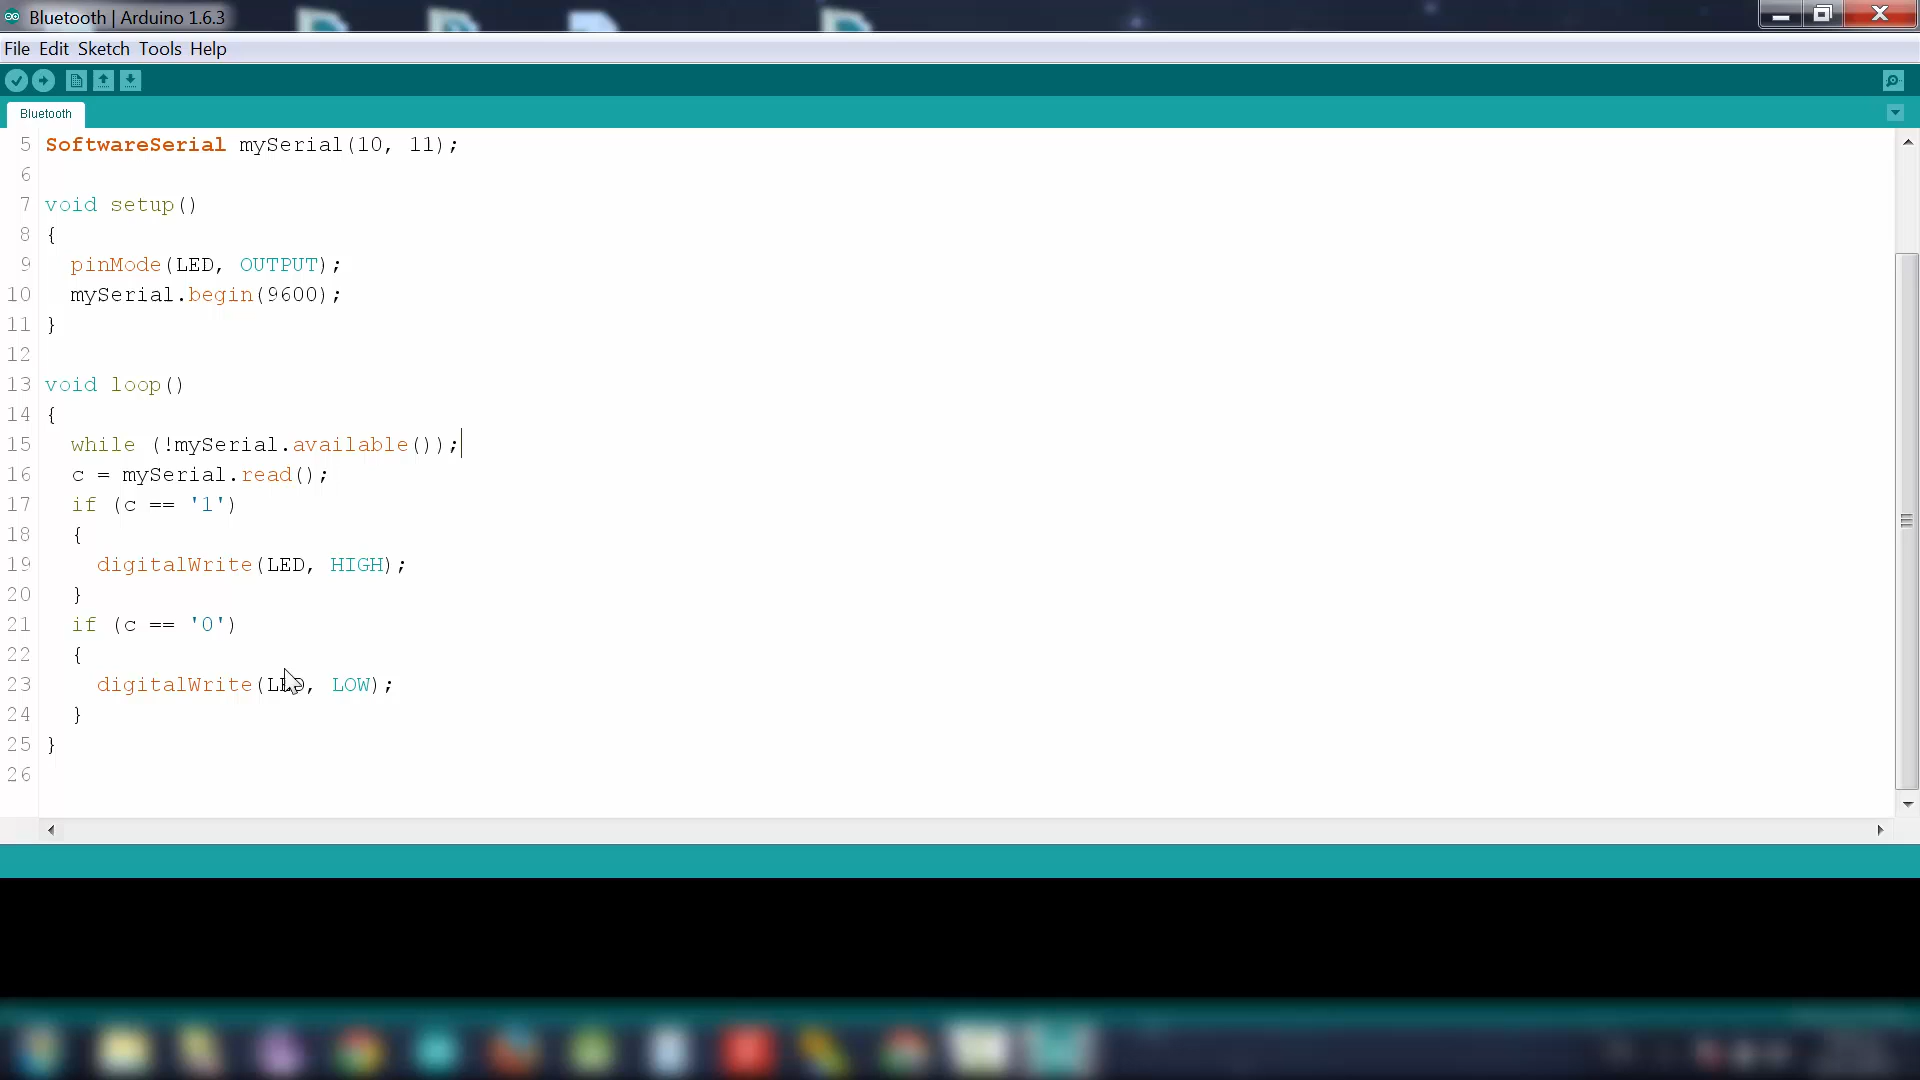 Bluetooth | Arduino 1.6.3
File Edit Sketch Tools Help
Bluetooth
5 SoftwareSerial mySerial(10, 11);
6
7 void setup()
8 {
9 pinMode(LED, OUTPUT);
10 mySerial.begin(9600);
11 }
12
13 void loop()
14 {
15 while (!mySerial.available());
16 c = mySerial.read();
17 if (c == '1')
18 {
19 digitalWrite(LED, HIGH);
20 }
21 if (c == '0')
22 {
23 digitalWrite(LED, LOW);
24 }
25 }
26